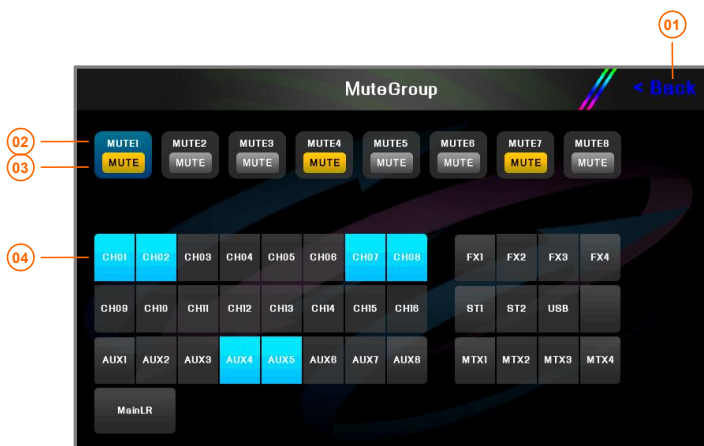 01
MuteGroup
< Back
02
MUTE1 MUTE2 MUTE3 MUTE4 MUTE5 MUTE6 MUTE7 MUTE8
03
MUTE MUTE MUTE MUTE MUTE MUTE MUTE MUTE
04
CH01 CH02 CH03 CH04 CH05 CH06 CH07 CH08 FX1 FX2 FX3 FX4
CH09 CH10 CH11 CH12 CH13 CH14 CH15 CH16 ST1 ST2 USB
AUX1 AUX2 AUX3 AUX4 AUX5 AUX6 AUX7 AUX8 MTX1 MTX2 MTX3 MTX4
MainLR